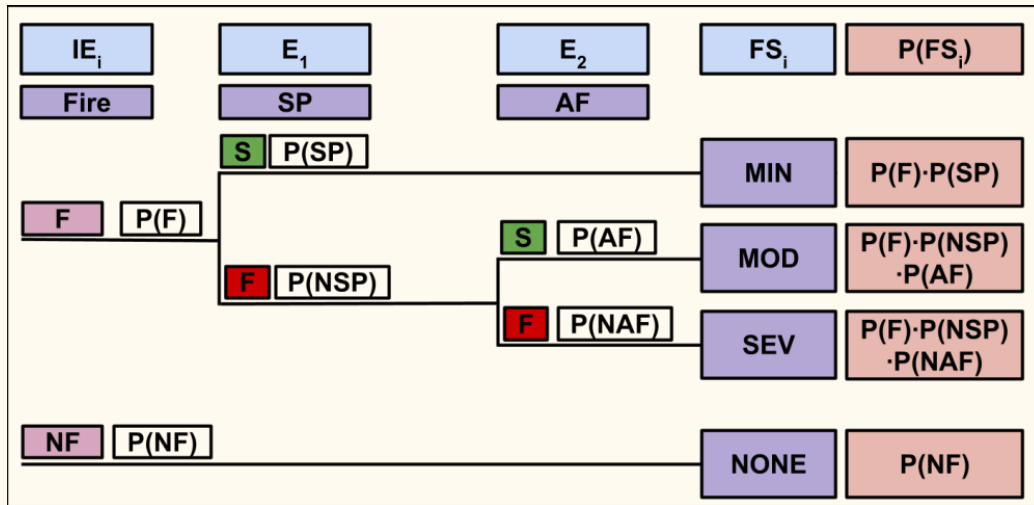 IEᵢ E₁ E₂ FSᵢ P(FSᵢ)
Fire SP AF
S P(SP)
MIN P(F)·P(SP)
F P(F)
S P(AF)
MOD P(F)·P(NSP)
·P(AF)
F P(NSP)
F P(NAF)
SEV P(F)·P(NSP)
·P(NAF)
NF P(NF)
NONE P(NF)